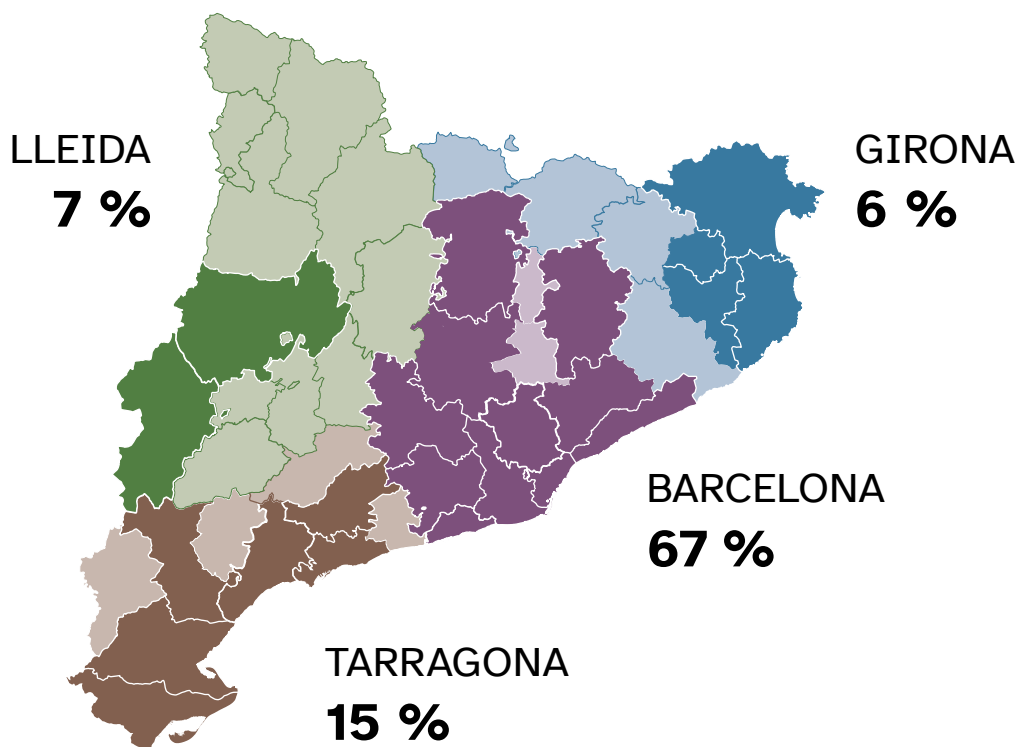 LLEIDA
7 %
GIRONA
6 %
BARCELONA
67 %
TARRAGONA
15 %